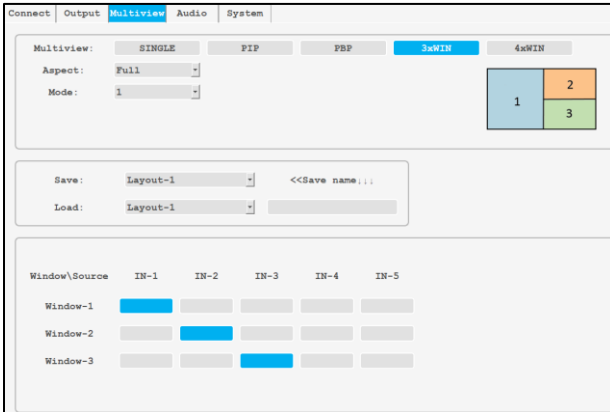 Connect Output Multiview Audio System
Multiview: SINGLE PIP PBP 3xWIN 4xWIN
Aspect: Full
Mode: 1
1
2
3
Save: Layout-1 <<Save name↓↓↓
Load: Layout-1
Window\Source IN-1 IN-2 IN-3 IN-4 IN-5
Window-1
Window-2
Window-3